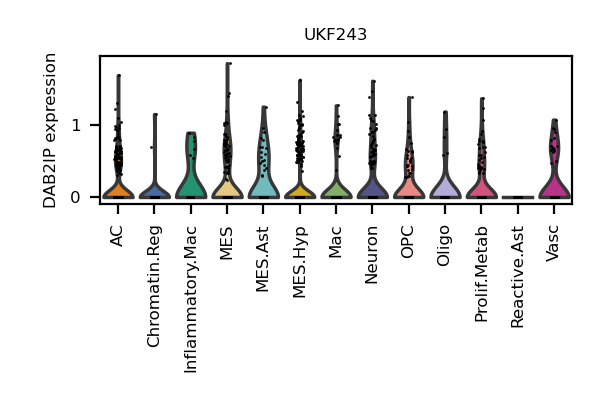 UKF243
DAB2IP expression
1
0
AC
Chromatin.Reg
Inflammatory.Mac
MES
MES.Ast
MES.Hyp
Mac
Neuron
OPC
Oligo
Prolif.Metab
Reactive.Ast
Vasc